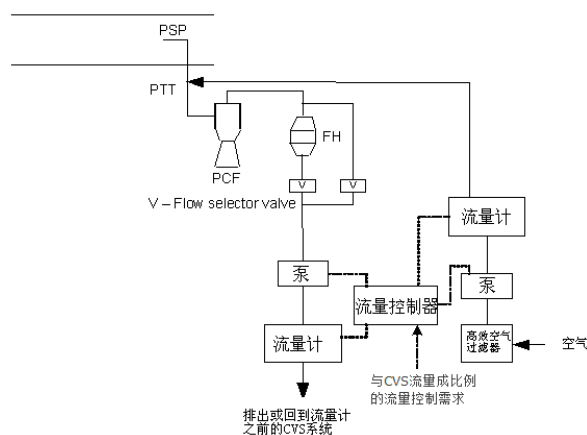 PSP
PTT
PCF
FH
V
V
V – Flow selector valve
流量计
泵
泵
流量控制器
流量计
高效空气
过滤器
空气
与CVS流量成比例
的流量控制需求
排出或回到流量计
之前的CVS系统